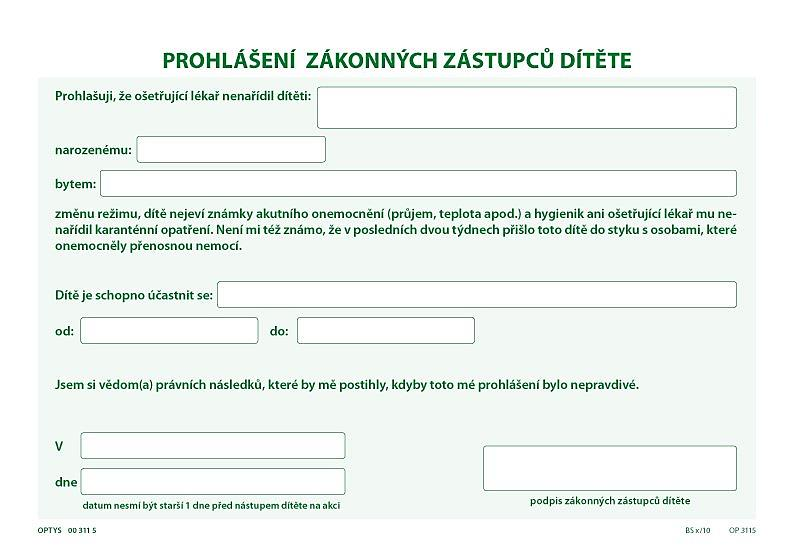 PROHLÁŠENÍ ZÁKONNÝCH ZÁSTUPCŮ DÍTĚTE
Prohlašuji, že ošetřující lékař nenařídil dítěti:
narozenému:
bytem:
změnu režimu, dítě nejeví známky akutního onemocnění (průjem, teplota apod.) a hygienik ani ošetřující lékař mu ne-
nařídil karanténní opatření. Není mi též známo, že v posledních dvou týdnech přišlo toto dítě do styku s osobami, které
onemocněly přenosnou nemocí.
Dítě je schopno účastnit se:
od: do:
Jsem si vědom(a) právních následků, které by mě postihly, kdyby toto mé prohlášení bylo nepravdivé.
V
dne
datum nesmí být starší 1 dne před nástupem dítěte na akci
podpis zákonných zástupců dítěte
OPTYS 00 311 5 BS x/10 OP 3115